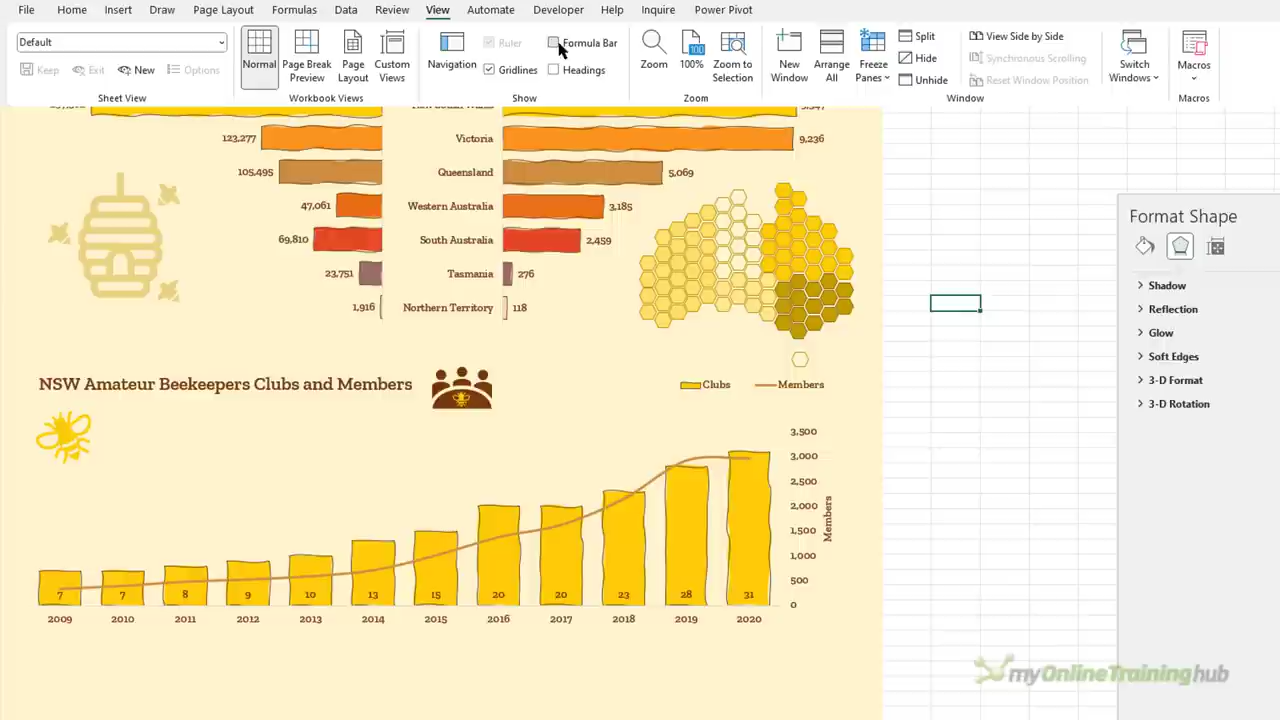 File Home Insert Draw Page Layout Formulas Data Review View Automate Developer Help Inquire Power Pivot
Default
Keep Exit New Options
Sheet View
Normal Page Break Preview Page Layout Custom Views
Workbook Views
Navigation Ruler Formula Bar
Gridlines Headings
Show
Zoom 100% Zoom to Selection
100
Zoom
New Window Arrange All Freeze Panes Split Hide Unhide
View Side by Side
Synchronous Scrolling
Reset Window Position
Switch Windows
Window
Macros
Macros
123,277 Victoria 9,236
105,495 Queensland 5,069
47,061 Western Australia 3,185
69,810 South Australia 2,459
23,751 Tasmania 276
1,916 Northern Territory 118
NSW Amateur Beekeepers Clubs and Members
Clubs Members
3,500
3,000
2,500
2,000
1,500
1,000
500
0
Members
7 7 8 9 10 13 15 20 20 23 28 31
2009 2010 2011 2012 2013 2014 2015 2016 2017 2018 2019 2020
Format Shape
Shadow
Reflection
Glow
Soft Edges
3-D Format
3-D Rotation
myOnlineTraininghub